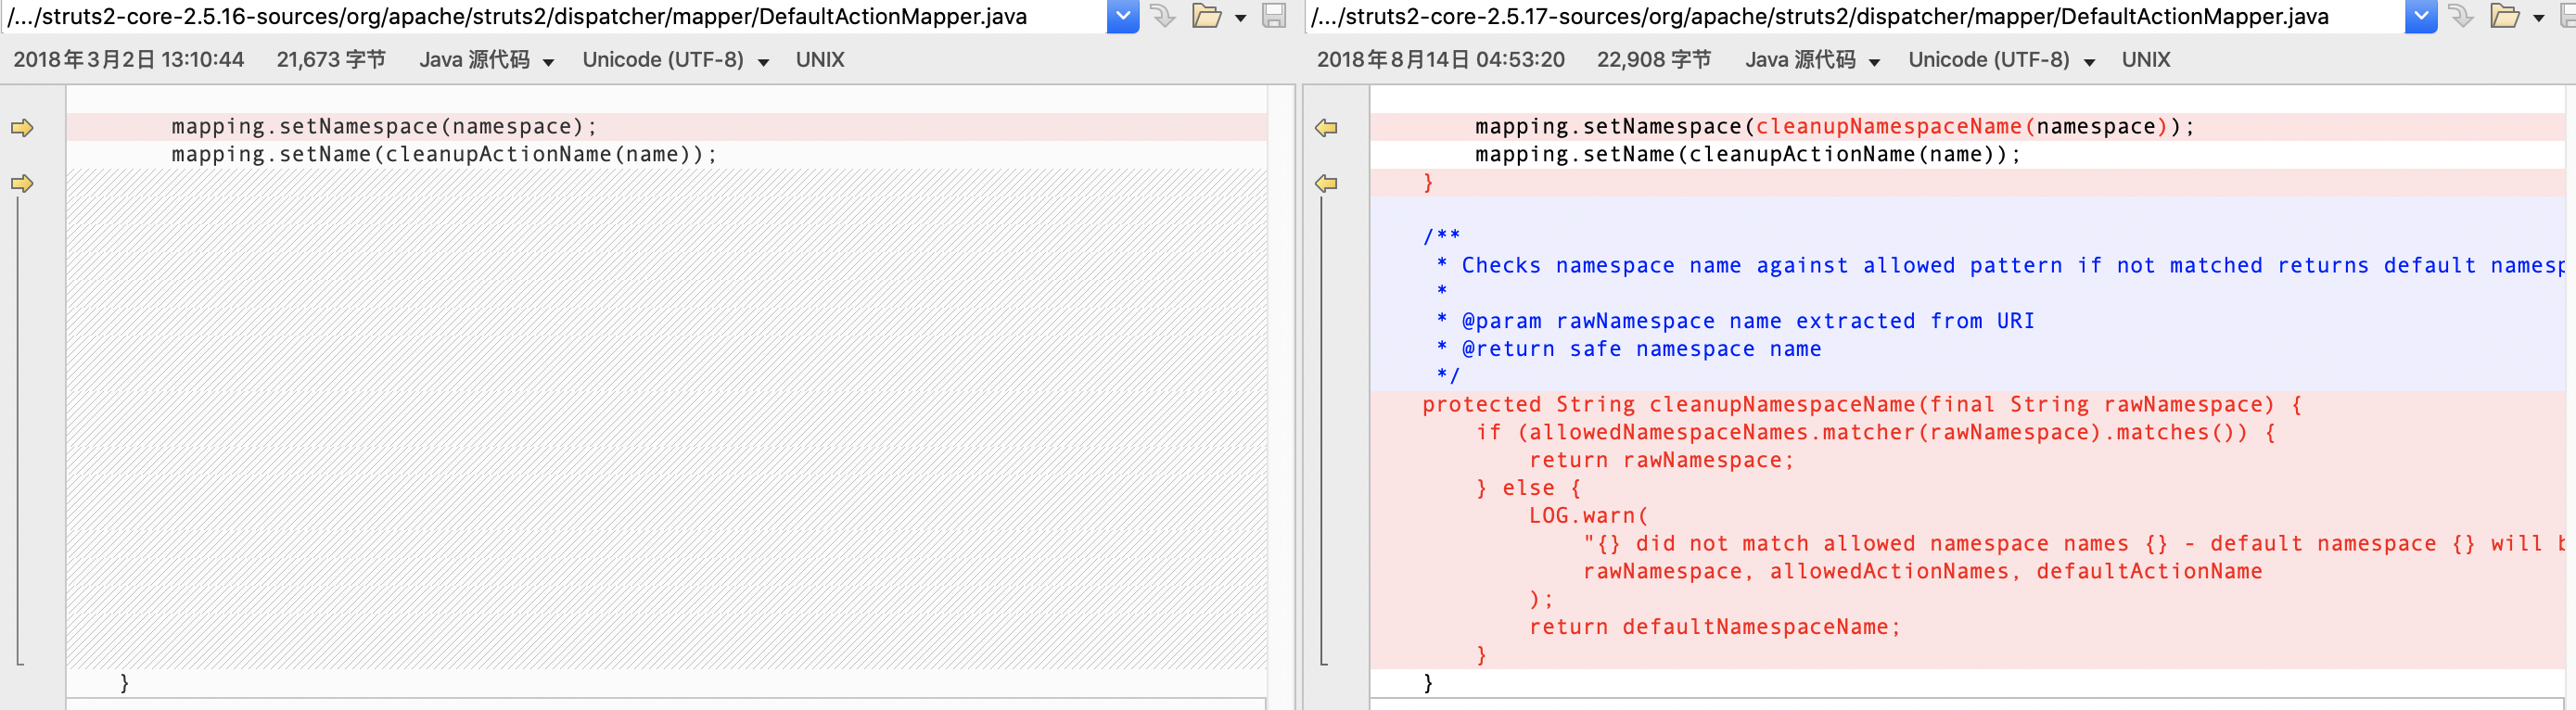 /.../struts2-core-2.5.16-sources/org/apache/struts2/dispatcher/mapper/DefaultActionMapper.java
2018年3月2日 13:10:44 21,673 字节 Java 源代码 Unicode (UTF-8) UNIX
mapping.setNamespace(namespace);
mapping.setName(cleanupActionName(name));
}
/.../struts2-core-2.5.17-sources/org/apache/struts2/dispatcher/mapper/DefaultActionMapper.java
2018年8月14日 04:53:20 22,908 字节 Java 源代码 Unicode (UTF-8) UNIX
mapping.setNamespace(cleanupNamespaceName(namespace));
mapping.setName(cleanupActionName(name));
}
/**
* Checks namespace name against allowed pattern if not matched returns default
*
* @param rawNamespace name extracted from URI
* @return safe namespace name
*/
protected String cleanupNamespaceName(final String rawNamespace) {
if (allowedNamespaceNames.matcher(rawNamespace).matches()) {
return rawNamespace;
} else {
LOG.warn(
"{} did not match allowed namespace names {} - default namespace {} will
rawNamespace, allowedActionNames, defaultActionName
);
return defaultNamespaceName;
}
}